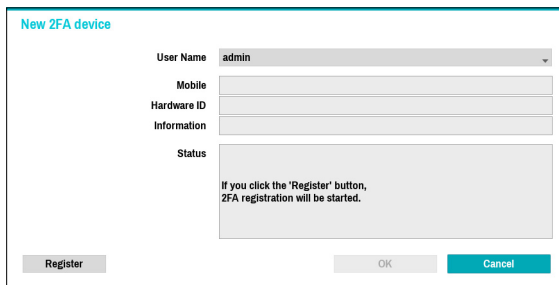 New 2FA device
User Name admin
Mobile
Hardware ID
Information
Status
If you click the 'Register' button,
2FA registration will be started.
Register OK Cancel